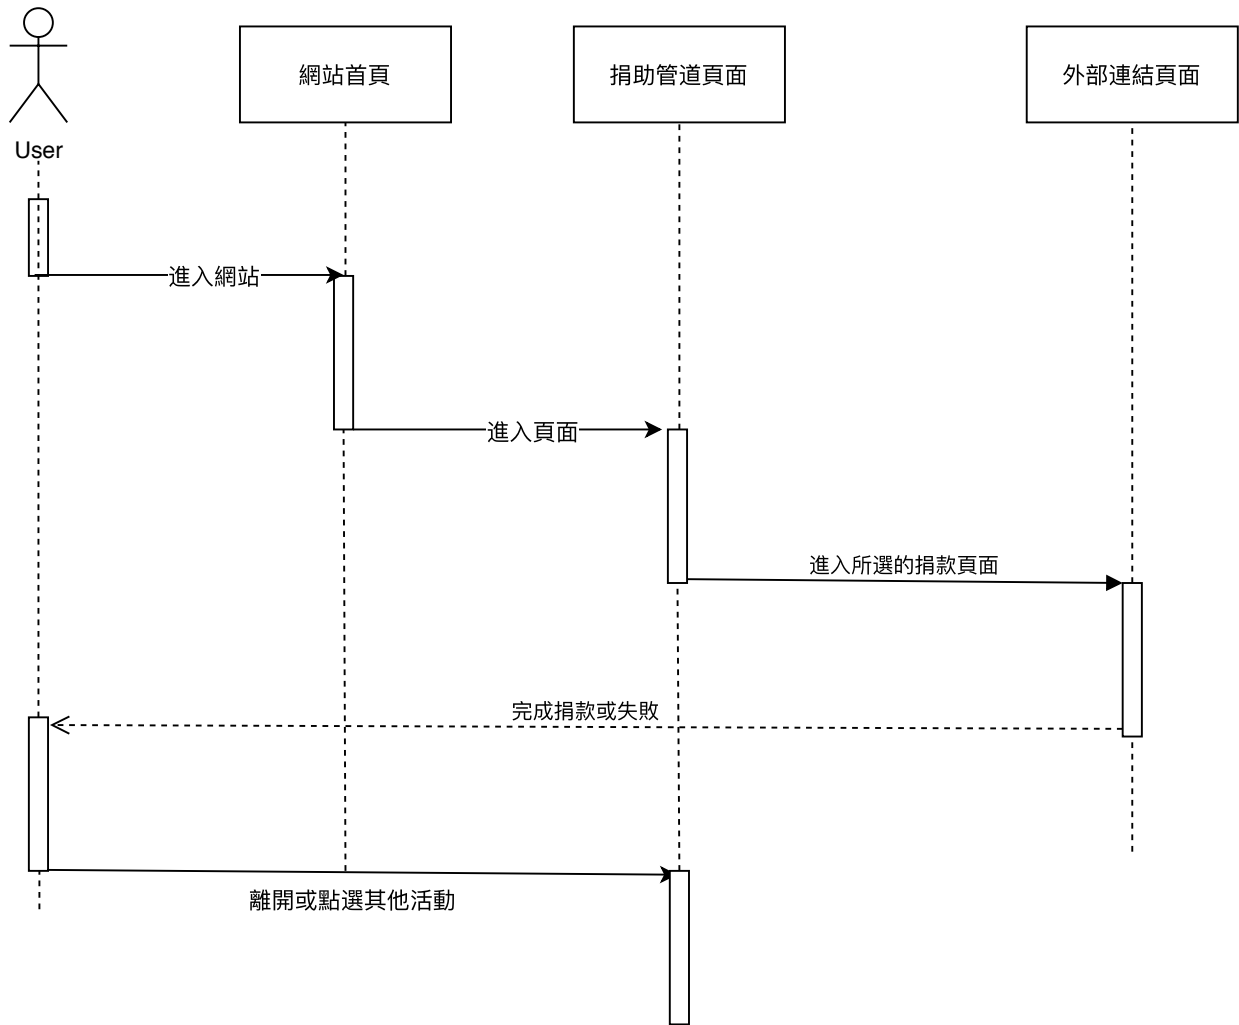 網站首頁
捐助管道頁面
外部連結頁面
User
進入網站
進入頁面
進入所選的捐款頁面
完成捐款或失敗
離開或點選其他活動